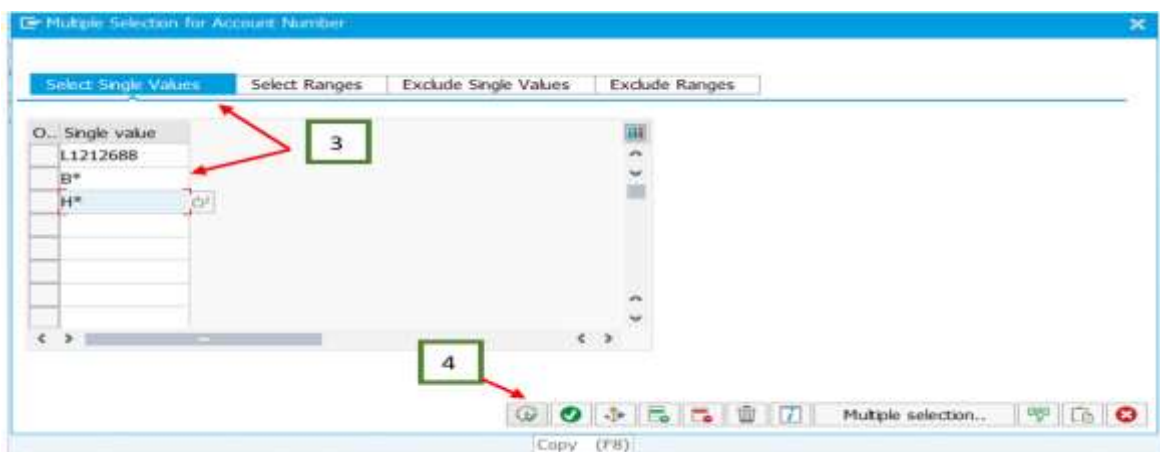 Multiple Selection for Account Number
Select Single Values Select Ranges Exclude Single Values Exclude Ranges
3
O.. Single value
L1212688
B*
H*
4
Multiple selection...
Copy (F8)